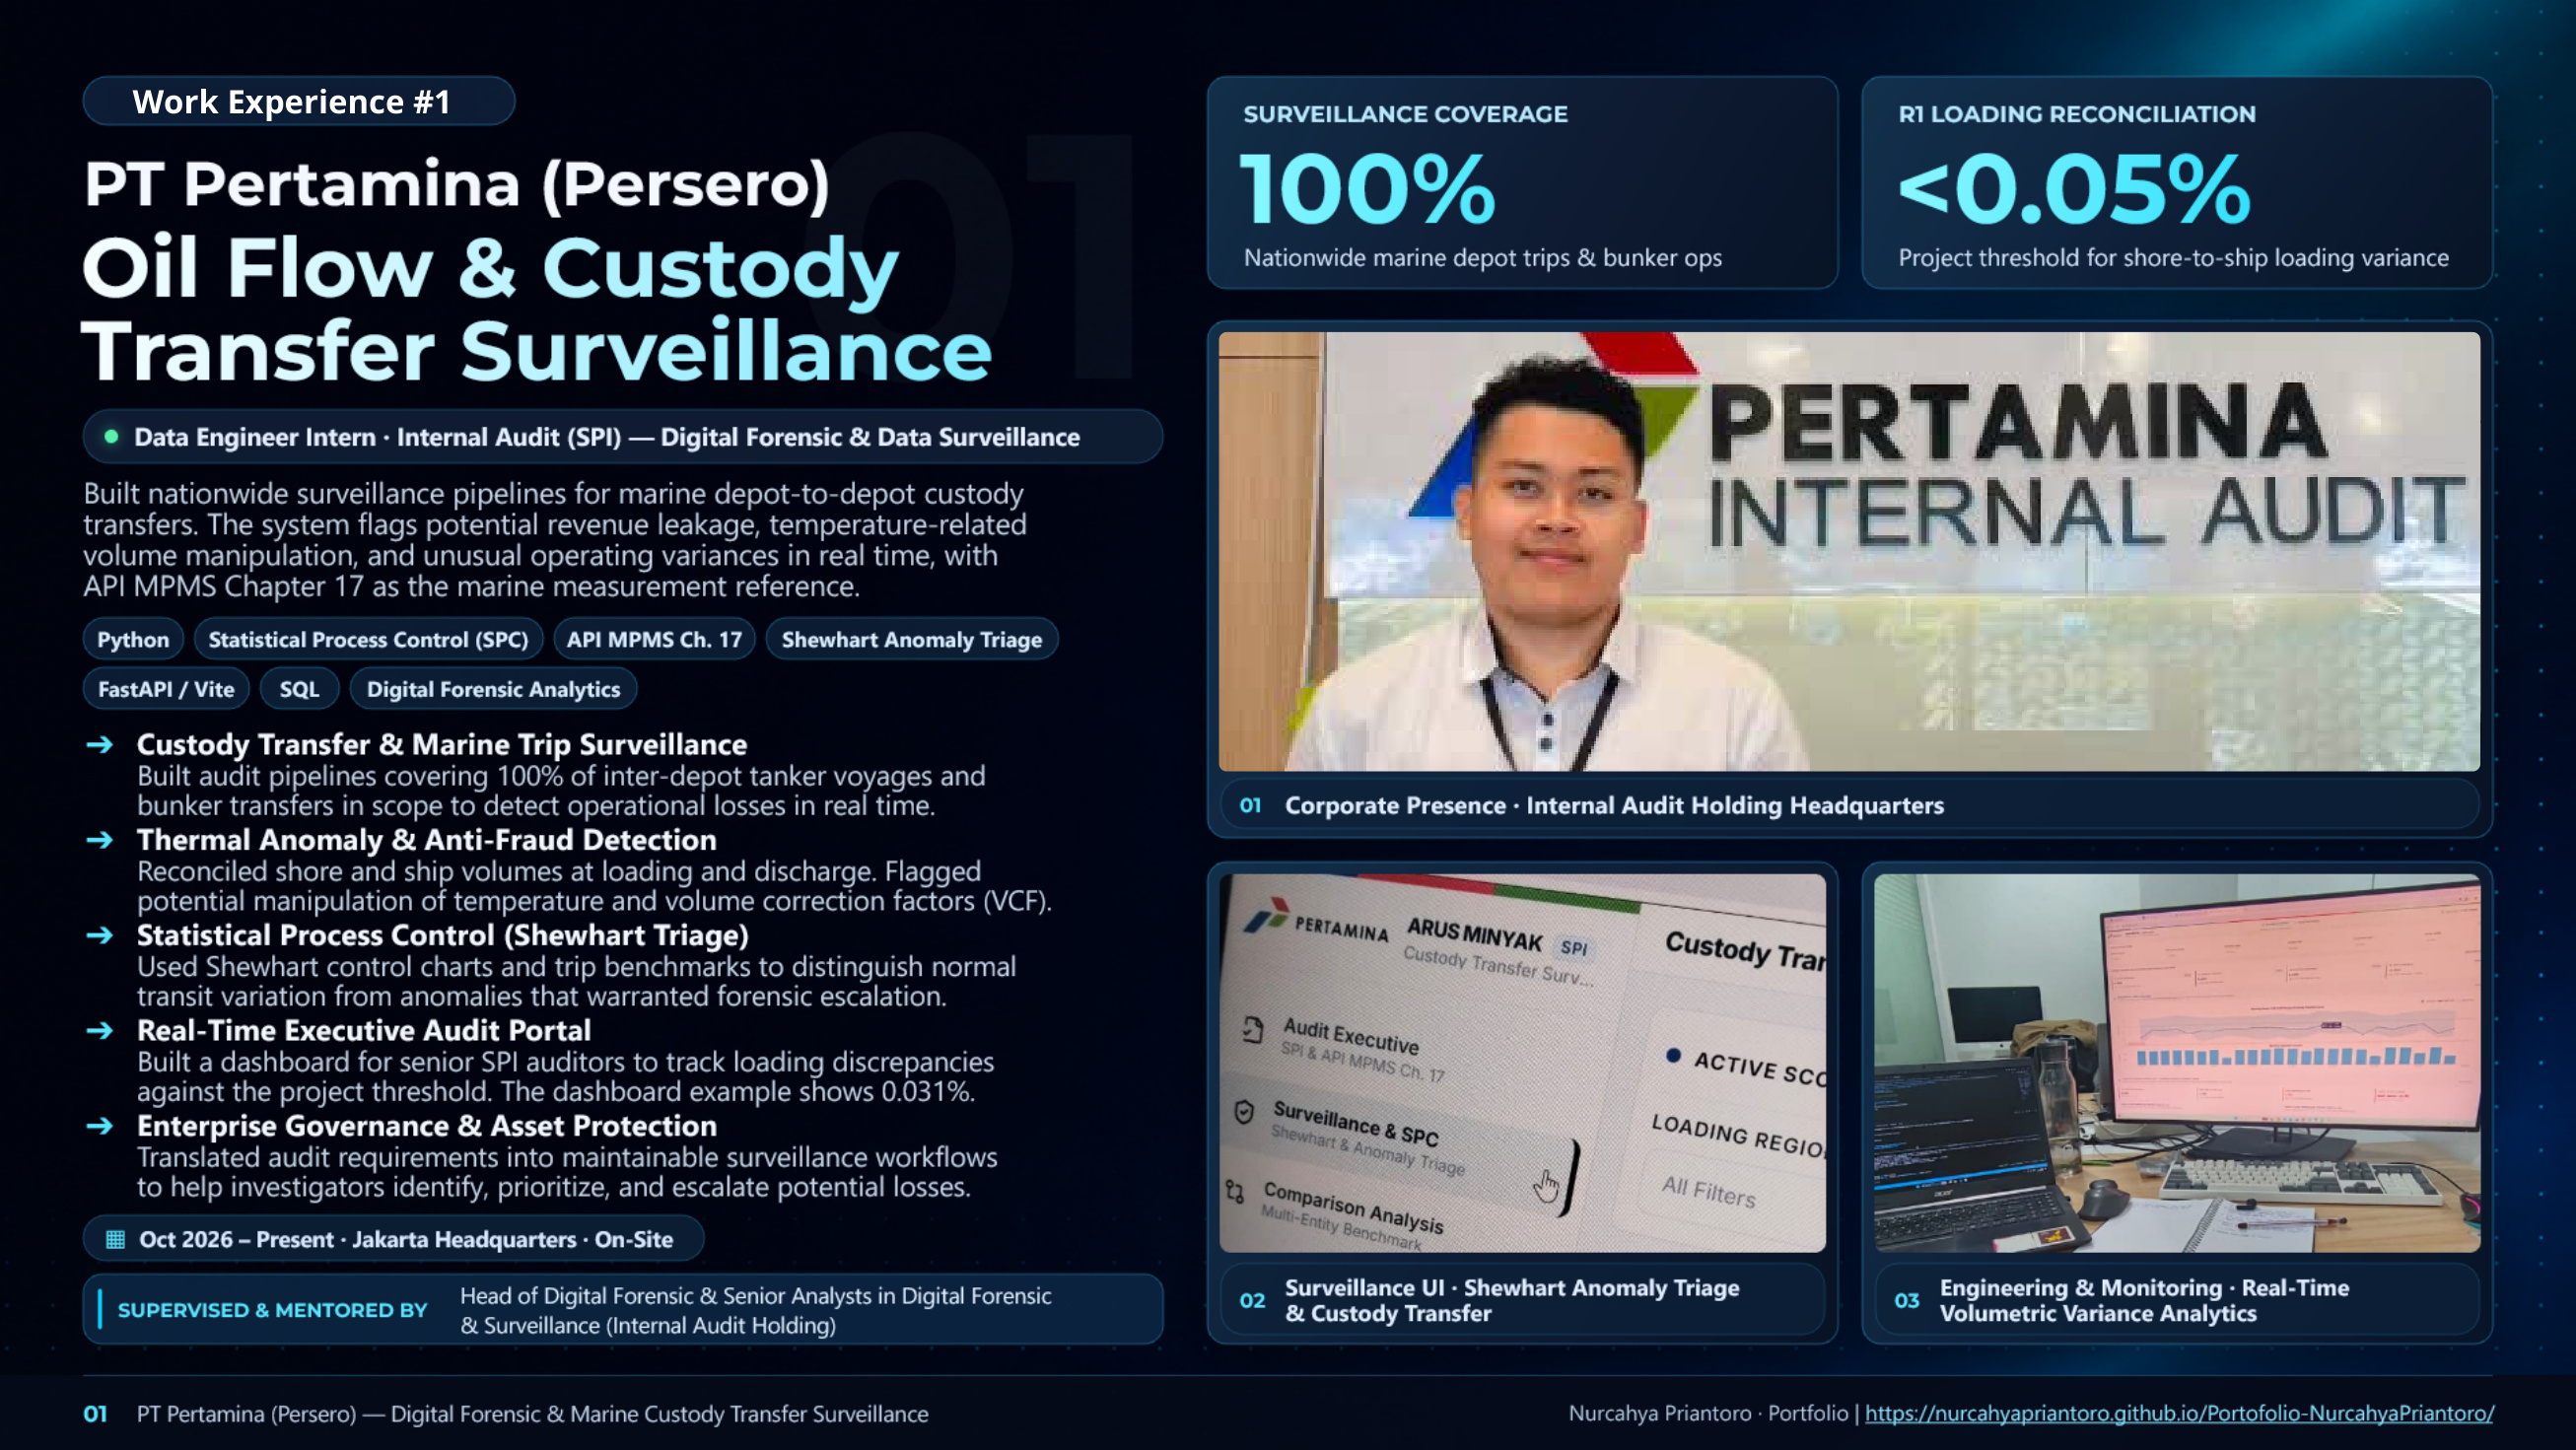 Work Experience #1
PT Pertamina (Persero)
Oil Flow & Custody
Transfer Surveillance
01
Data Engineer Intern · Internal Audit (SPI) — Digital Forensic & Data Surveillance
Built nationwide surveillance pipelines for marine depot-to-depot custody
transfers. The system flags potential revenue leakage, temperature-related
volume manipulation, and unusual operating variances in real time, with
API MPMS Chapter 17 as the marine measurement reference.
Python
Statistical Process Control (SPC)
API MPMS Ch. 17
Shewhart Anomaly Triage
FastAPI / Vite
SQL
Digital Forensic Analytics
→ Custody Transfer & Marine Trip Surveillance
Built audit pipelines covering 100% of inter-depot tanker voyages and
bunker transfers in scope to detect operational losses in real time.
→ Thermal Anomaly & Anti-Fraud Detection
Reconciled shore and ship volumes at loading and discharge. Flagged
potential manipulation of temperature and volume correction factors (VCF).
→ Statistical Process Control (Shewhart Triage)
Used Shewhart control charts and trip benchmarks to distinguish normal
transit variation from anomalies that warranted forensic escalation.
→ Real-Time Executive Audit Portal
Built a dashboard for senior SPI auditors to track loading discrepancies
against the project threshold. The dashboard example shows 0.031%.
→ Enterprise Governance & Asset Protection
Translated audit requirements into maintainable surveillance workflows
to help investigators identify, prioritize, and escalate potential losses.
Oct 2026 – Present · Jakarta Headquarters · On-Site
SUPERVISED & MENTORED BY
Head of Digital Forensic & Senior Analysts in Digital Forensic
& Surveillance (Internal Audit Holding)
SURVEILLANCE COVERAGE
100%
Nationwide marine depot trips & bunker ops
R1 LOADING RECONCILIATION
<0.05%
Project threshold for shore-to-ship loading variance
PERTAMINA
INTERNAL AUDIT
01 Corporate Presence · Internal Audit Holding Headquarters
PERTAMINA
ARUS MINYAK SPI
Custody Transfer Surv...
Custody Tran
Audit Executive
SPI & API MPMS Ch. 17
ACTIVE SCO
Surveillance & SPC
Shewhart & Anomaly Triage
LOADING REGIO
All Filters
Comparison Analysis
Multi-Entity Benchmark
02 Surveillance UI · Shewhart Anomaly Triage
& Custody Transfer
acer
03 Engineering & Monitoring · Real-Time
Volumetric Variance Analytics
01 PT Pertamina (Persero) — Digital Forensic & Marine Custody Transfer Surveillance
Nurcahya Priantoro · Portfolio | https://nurcahyapriantoro.github.io/Portofolio-NurcahyaPriantoro/